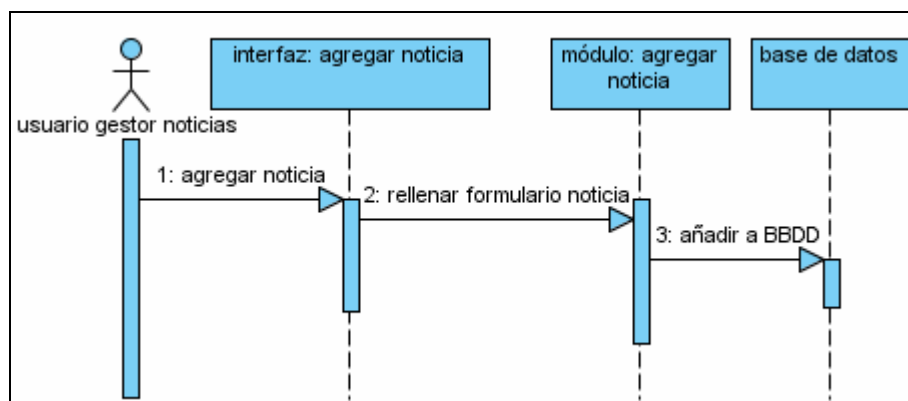 interfaz: agregar noticia
módulo: agregar
noticia
base de datos
usuario gestor noticias
1: agregar noticia
2: rellenar formulario noticia
3: añadir a BBDD